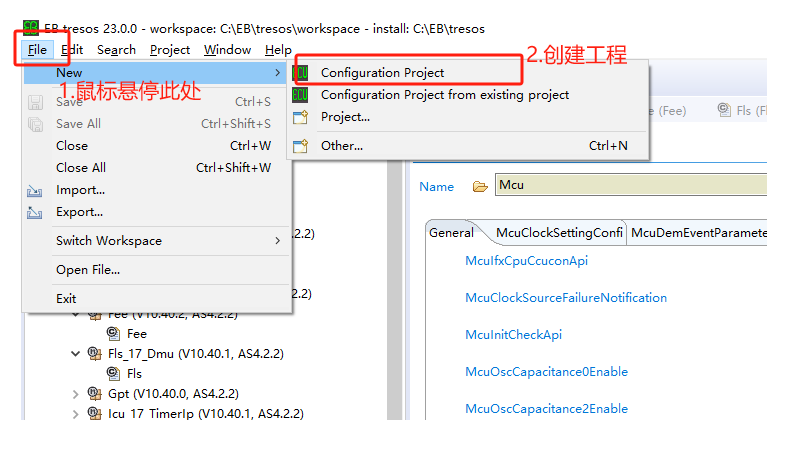 EB tresos 23.0.0 - workspace: C:\EB\tresos\workspace - install: C:\EB\tresos
File Edit Search Project Window Help
2.创建工程
New
Configuration Project
1.鼠标悬停此处
Configuration Project from existing project
Save Ctrl+S
Project...
e (Fee) Fls (F
Save All Ctrl+Shift+S
Close Ctrl+W
Other... Ctrl+N
Close All Ctrl+Shift+W
Import...
Name Mcu
Export...
General McuClockSettingConfi McuDemEventParamete
.2.2)
Switch Workspace
McuIfxCpuCcuconApi
Open File...
.2.2)
Exit
McuClockSourceFailureNotification
Fee (V10.40.2, AS4.2.2)
Fee
McuInitCheckApi
Fls_17_Dmu (V10.40.1, AS4.2.2)
Fls
McuOscCapacitance0Enable
Gpt (V10.40.0, AS4.2.2)
Icu_17_TimerIp (V10.40.1, AS4.2.2)
McuOscCapacitance2Enable